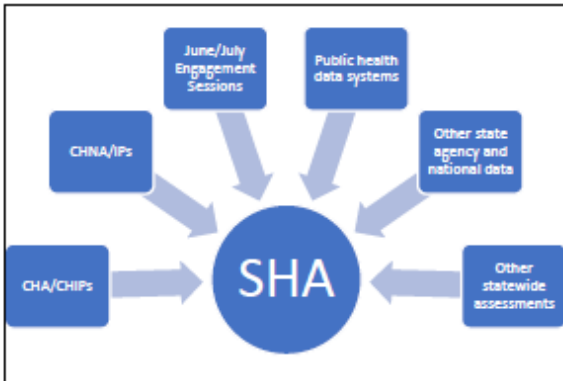 June/July
Engagement
Sessions
Public health
data systems
CHNA/IPs
Other state
agency and
national data
CHA/CHIPs
SHA
Other
statewide
assessments